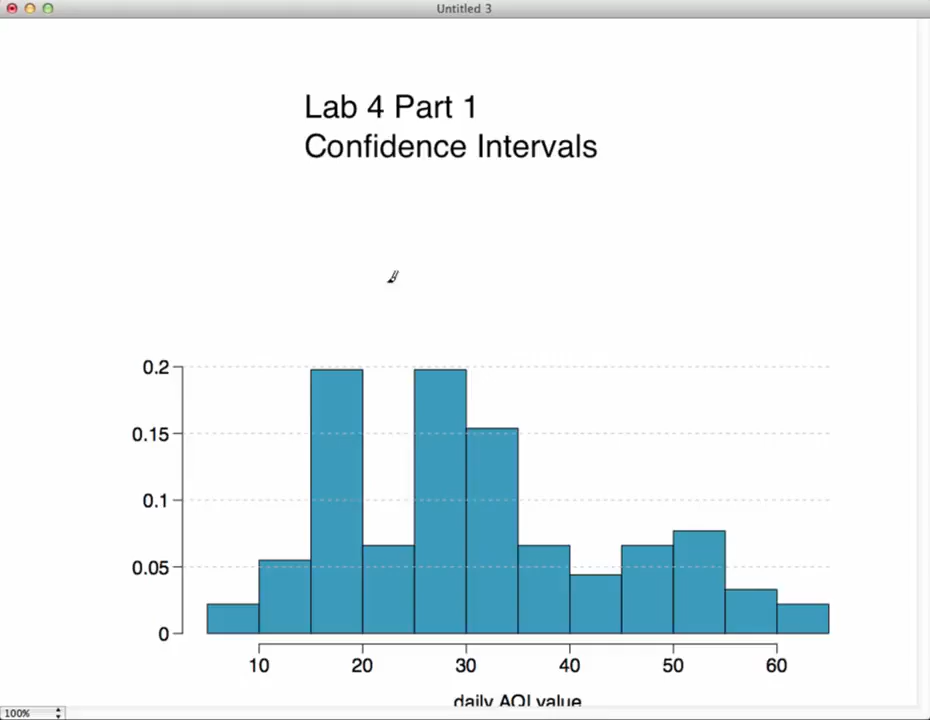 Untitled 3
Lab 4 Part 1
Confidence Intervals
0.2
0.15
0.1
0.05
0
10 20 30 40 50 60
daily AQI value
100%